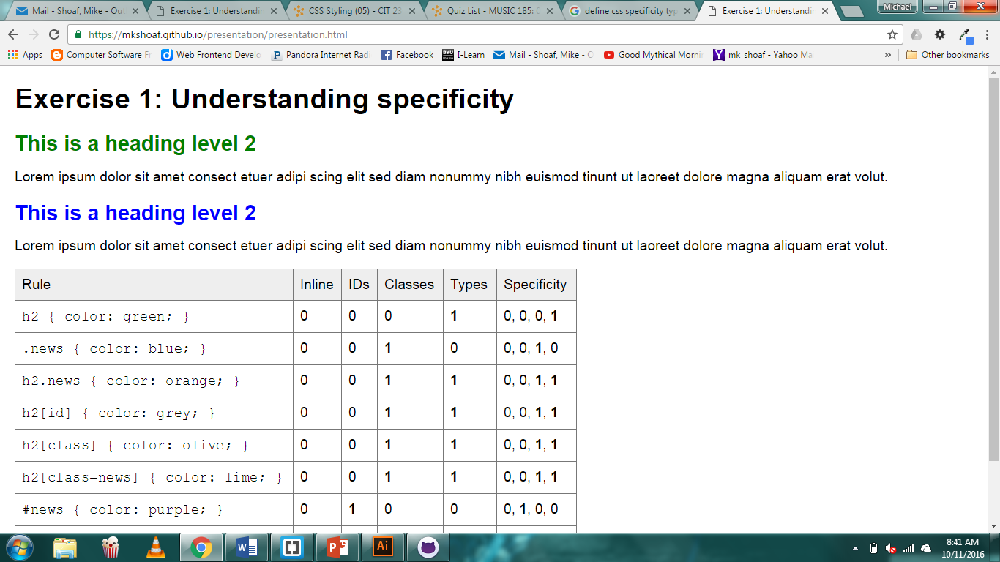 Mail - Shoaf, Mike - Out
Exercise 1: Understandin
CSS Styling (05) - CIT 23
Quiz List - MUSIC 185:
define css specificity typ
Exercise 1: Understandin
Michael
https://mkshoaf.github.io/presentation/presentation.html
Apps
Computer Software Fr
Web Frontend Develo
Pandora Internet Radi
Facebook
BYU
I-Learn
Mail - Shoaf, Mike - O
Good Mythical Mornin
mk_shoaf - Yahoo Ma
»
Other bookmarks
Exercise 1: Understanding specificity
This is a heading level 2
Lorem ipsum dolor sit amet consect etuer adipi scing elit sed diam nonummy nibh euismod tinunt ut laoreet dolore magna aliquam erat volut.
This is a heading level 2
Lorem ipsum dolor sit amet consect etuer adipi scing elit sed diam nonummy nibh euismod tinunt ut laoreet dolore magna aliquam erat volut.
Rule Inline IDs Classes Types Specificity
h2 { color: green; } 0 0 0 1 0, 0, 0, 1
.news { color: blue; } 0 0 1 0 0, 0, 1, 0
h2.news { color: orange; } 0 0 1 1 0, 0, 1, 1
h2[id] { color: grey; } 0 0 1 1 0, 0, 1, 1
h2[class] { color: olive; } 0 0 1 1 0, 0, 1, 1
h2[class=news] { color: lime; } 0 0 1 1 0, 0, 1, 1
#news { color: purple; } 0 1 0 0 0, 1, 0, 0
Ai
8:41 AM
10/11/2016